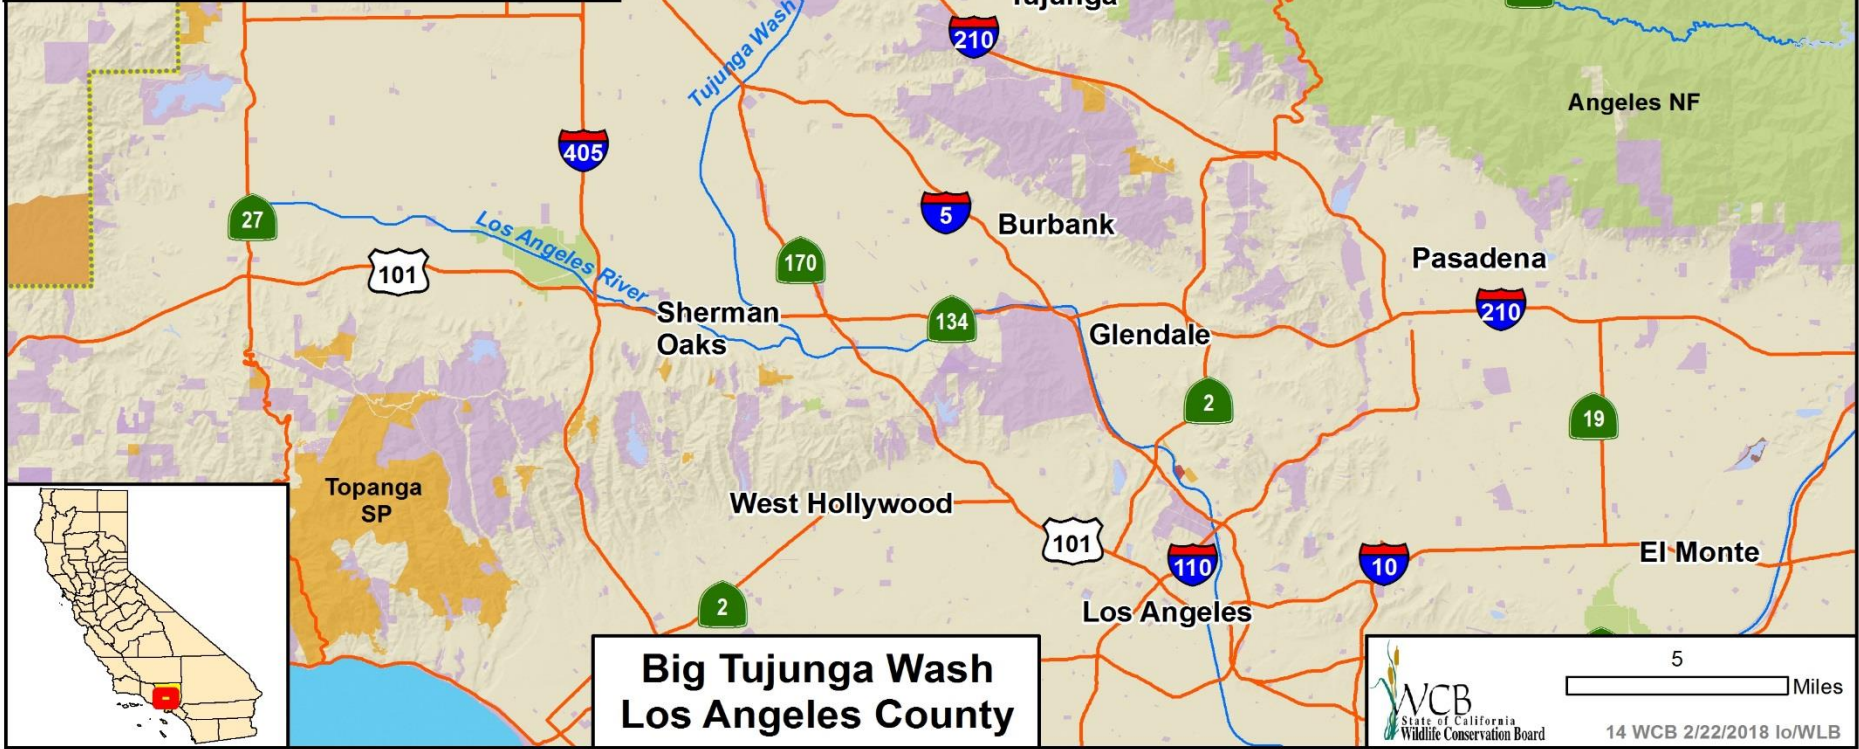 Tujunga
Tujunga Wash
210
Angeles NF
405
27
5
Burbank
Los Angeles River
101
170
Pasadena
210
Sherman
Oaks
134
Glendale
2
19
Topanga
SP
West Hollywood
101
110
10
El Monte
2
Los Angeles
Big Tujunga Wash
Los Angeles County
5
Miles
WCB
State of California
Wildlife Conservation Board
14 WCB 2/22/2018 lo/WLB